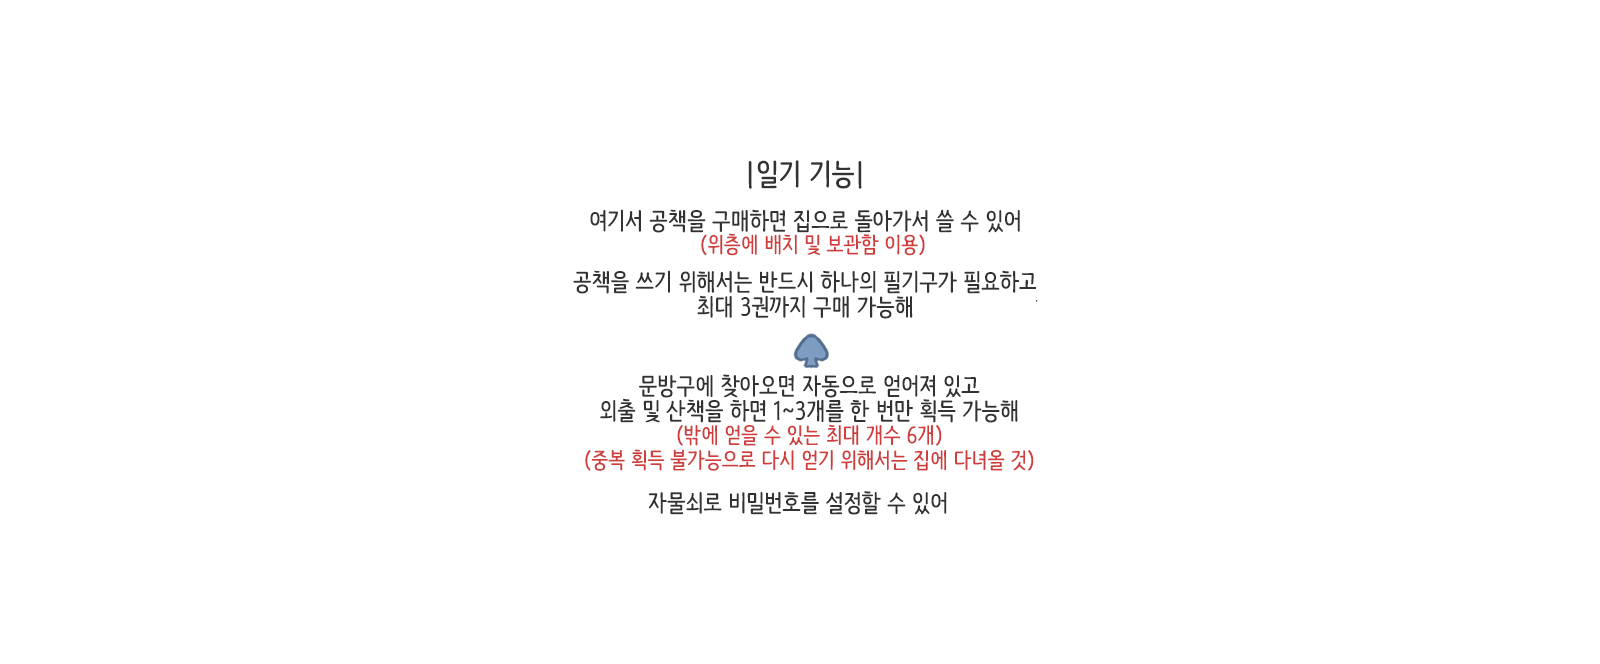 |일기 기능|
여기서 공책을 구매하면 집으로 돌아가서 쓸 수 있어
(위층에 배치 및 보관함 이용)
공책을 쓰기 위해서는 반드시 하나의 필기구가 필요하고
최대 3권까지 구매 가능해
문방구에 찾아오면 자동으로 얻어져 있고
외출 및 산책을 하면 1~3개를 한 번만 획득 가능해
(밖에 얻을 수 있는 최대 개수 6개)
(중복 획득 불가능으로 다시 얻기 위해서는 집에 다녀올 것)
자물쇠로 비밀번호를 설정할 수 있어